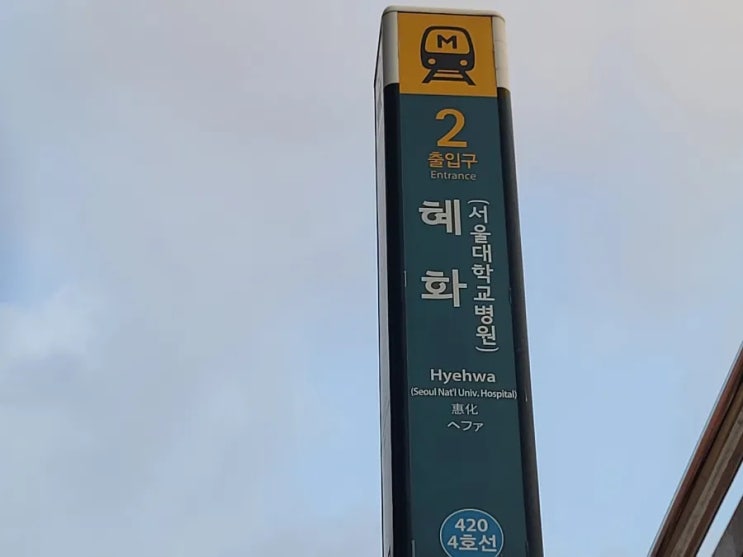 M
2
출입구
Entrance
혜화
(서울대학교병원)
Hyehwa
(Seoul Nat'l Univ. Hospital)
惠化
ヘファ
420
4호선